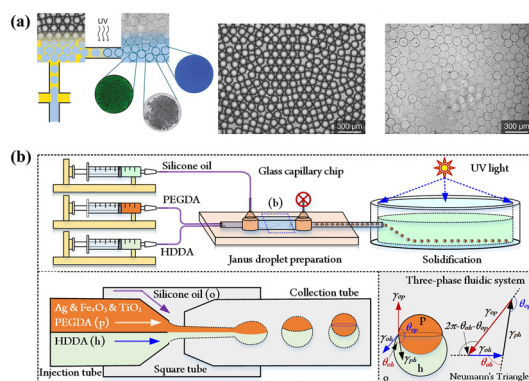 (a)
UV
300 μm
300 μm
(b)
Silicone oil
PEGDA
HDDA
Glass capillary chip
(b)
Janus droplet preparation
UV light
Solidification
Silicone oil (o)
Collection tube
Ag & Fe₃O₄ & TiO₂
PEGDA (p)
HDDA (h)
Injection tube
Square tube
Three-phase fluidic system
γop
θop
P
γoh
γph
θoh
h
o
θop
γop
2π-θoh-θop
γph
γoh
θoh
Neumann's Triangle